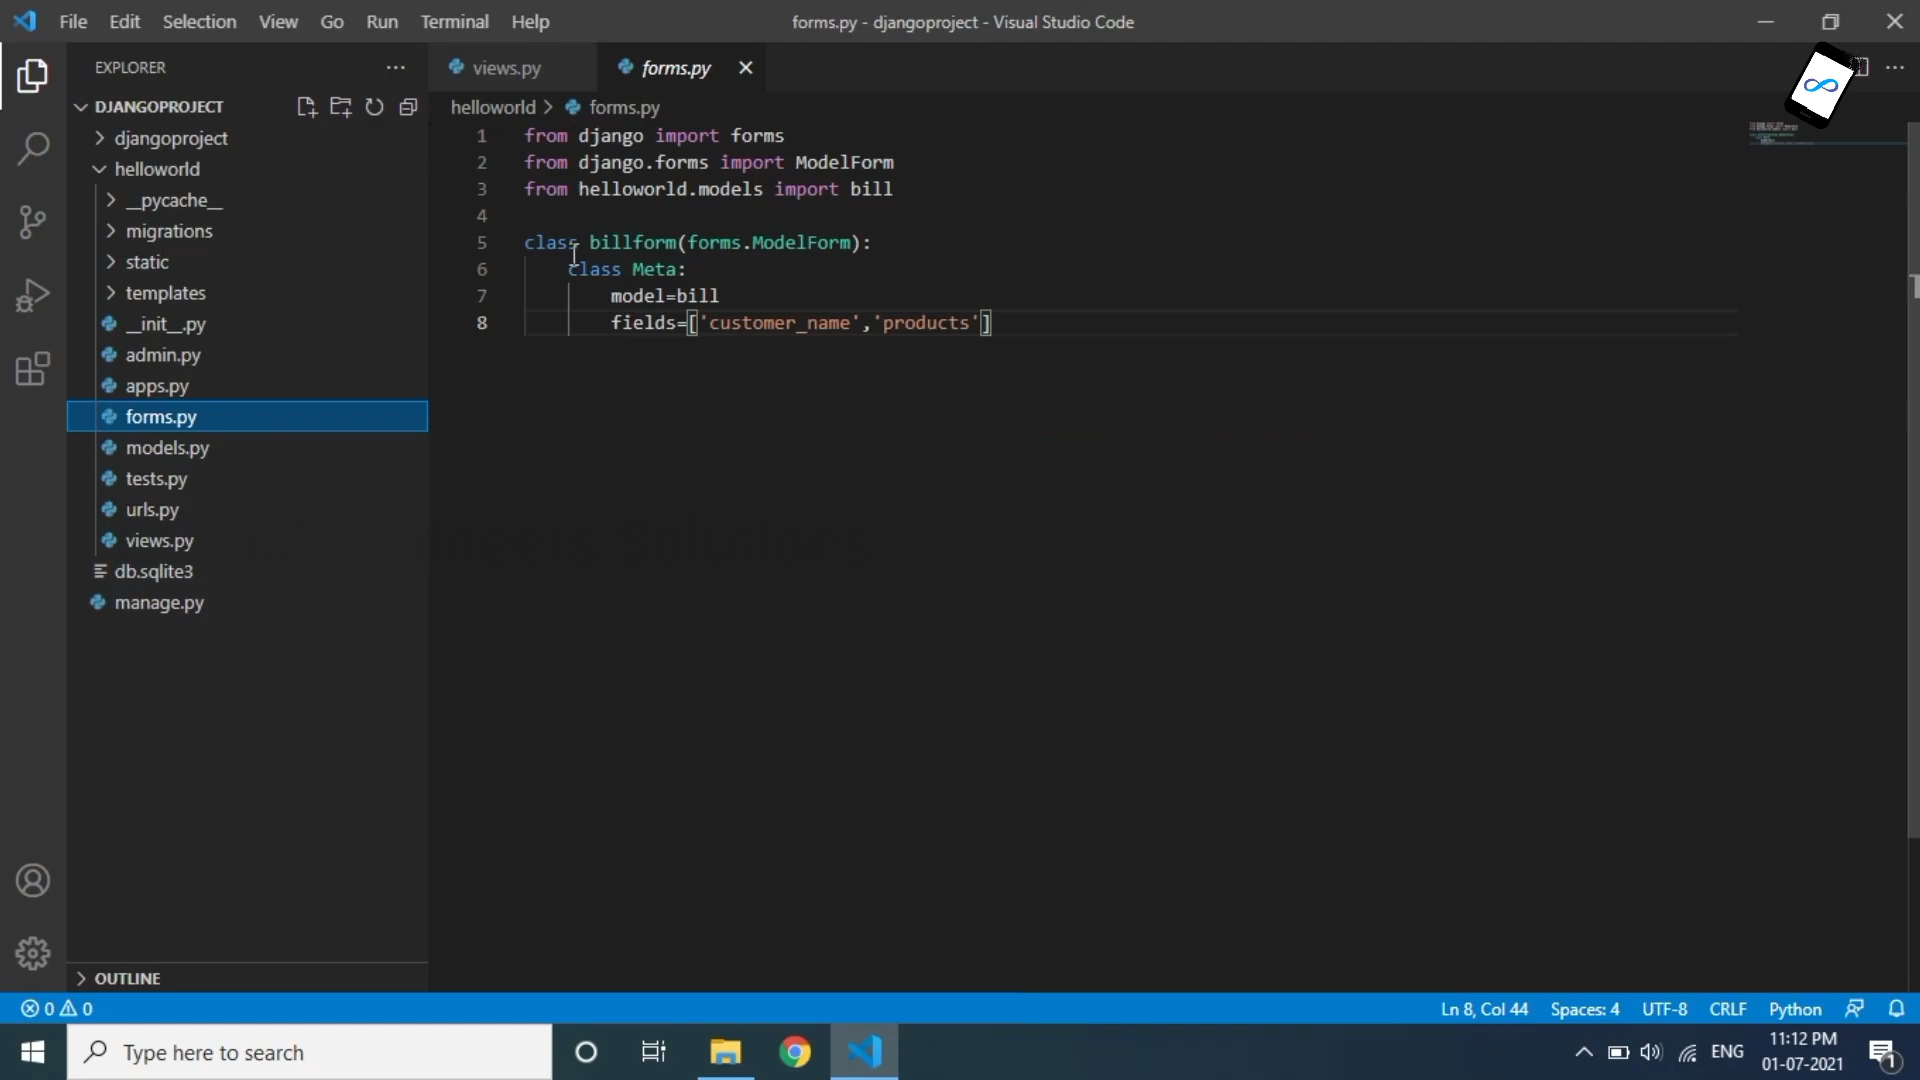 File Edit Selection View Go Run Terminal Help
forms.py - djangoproject - Visual Studio Code
EXPLORER
views.py
forms.py
DJANGOPROJECT
helloworld > forms.py
djangoproject
helloworld
__pycache__
migrations
static
templates
__init__.py
admin.py
apps.py
forms.py
models.py
tests.py
urls.py
views.py
db.sqlite3
manage.py
OUTLINE
1 from django import forms
2 from django.forms import ModelForm
3 from helloworld.models import bill
4
5 class billform(forms.ModelForm):
6 class Meta:
7 model=bill
8 fields=['customer_name','products']
Engineers Solutions
0 0
Ln 8, Col 44 Spaces: 4 UTF-8 CRLF Python
Type here to search
ENG
11:12 PM
01-07-2021
1